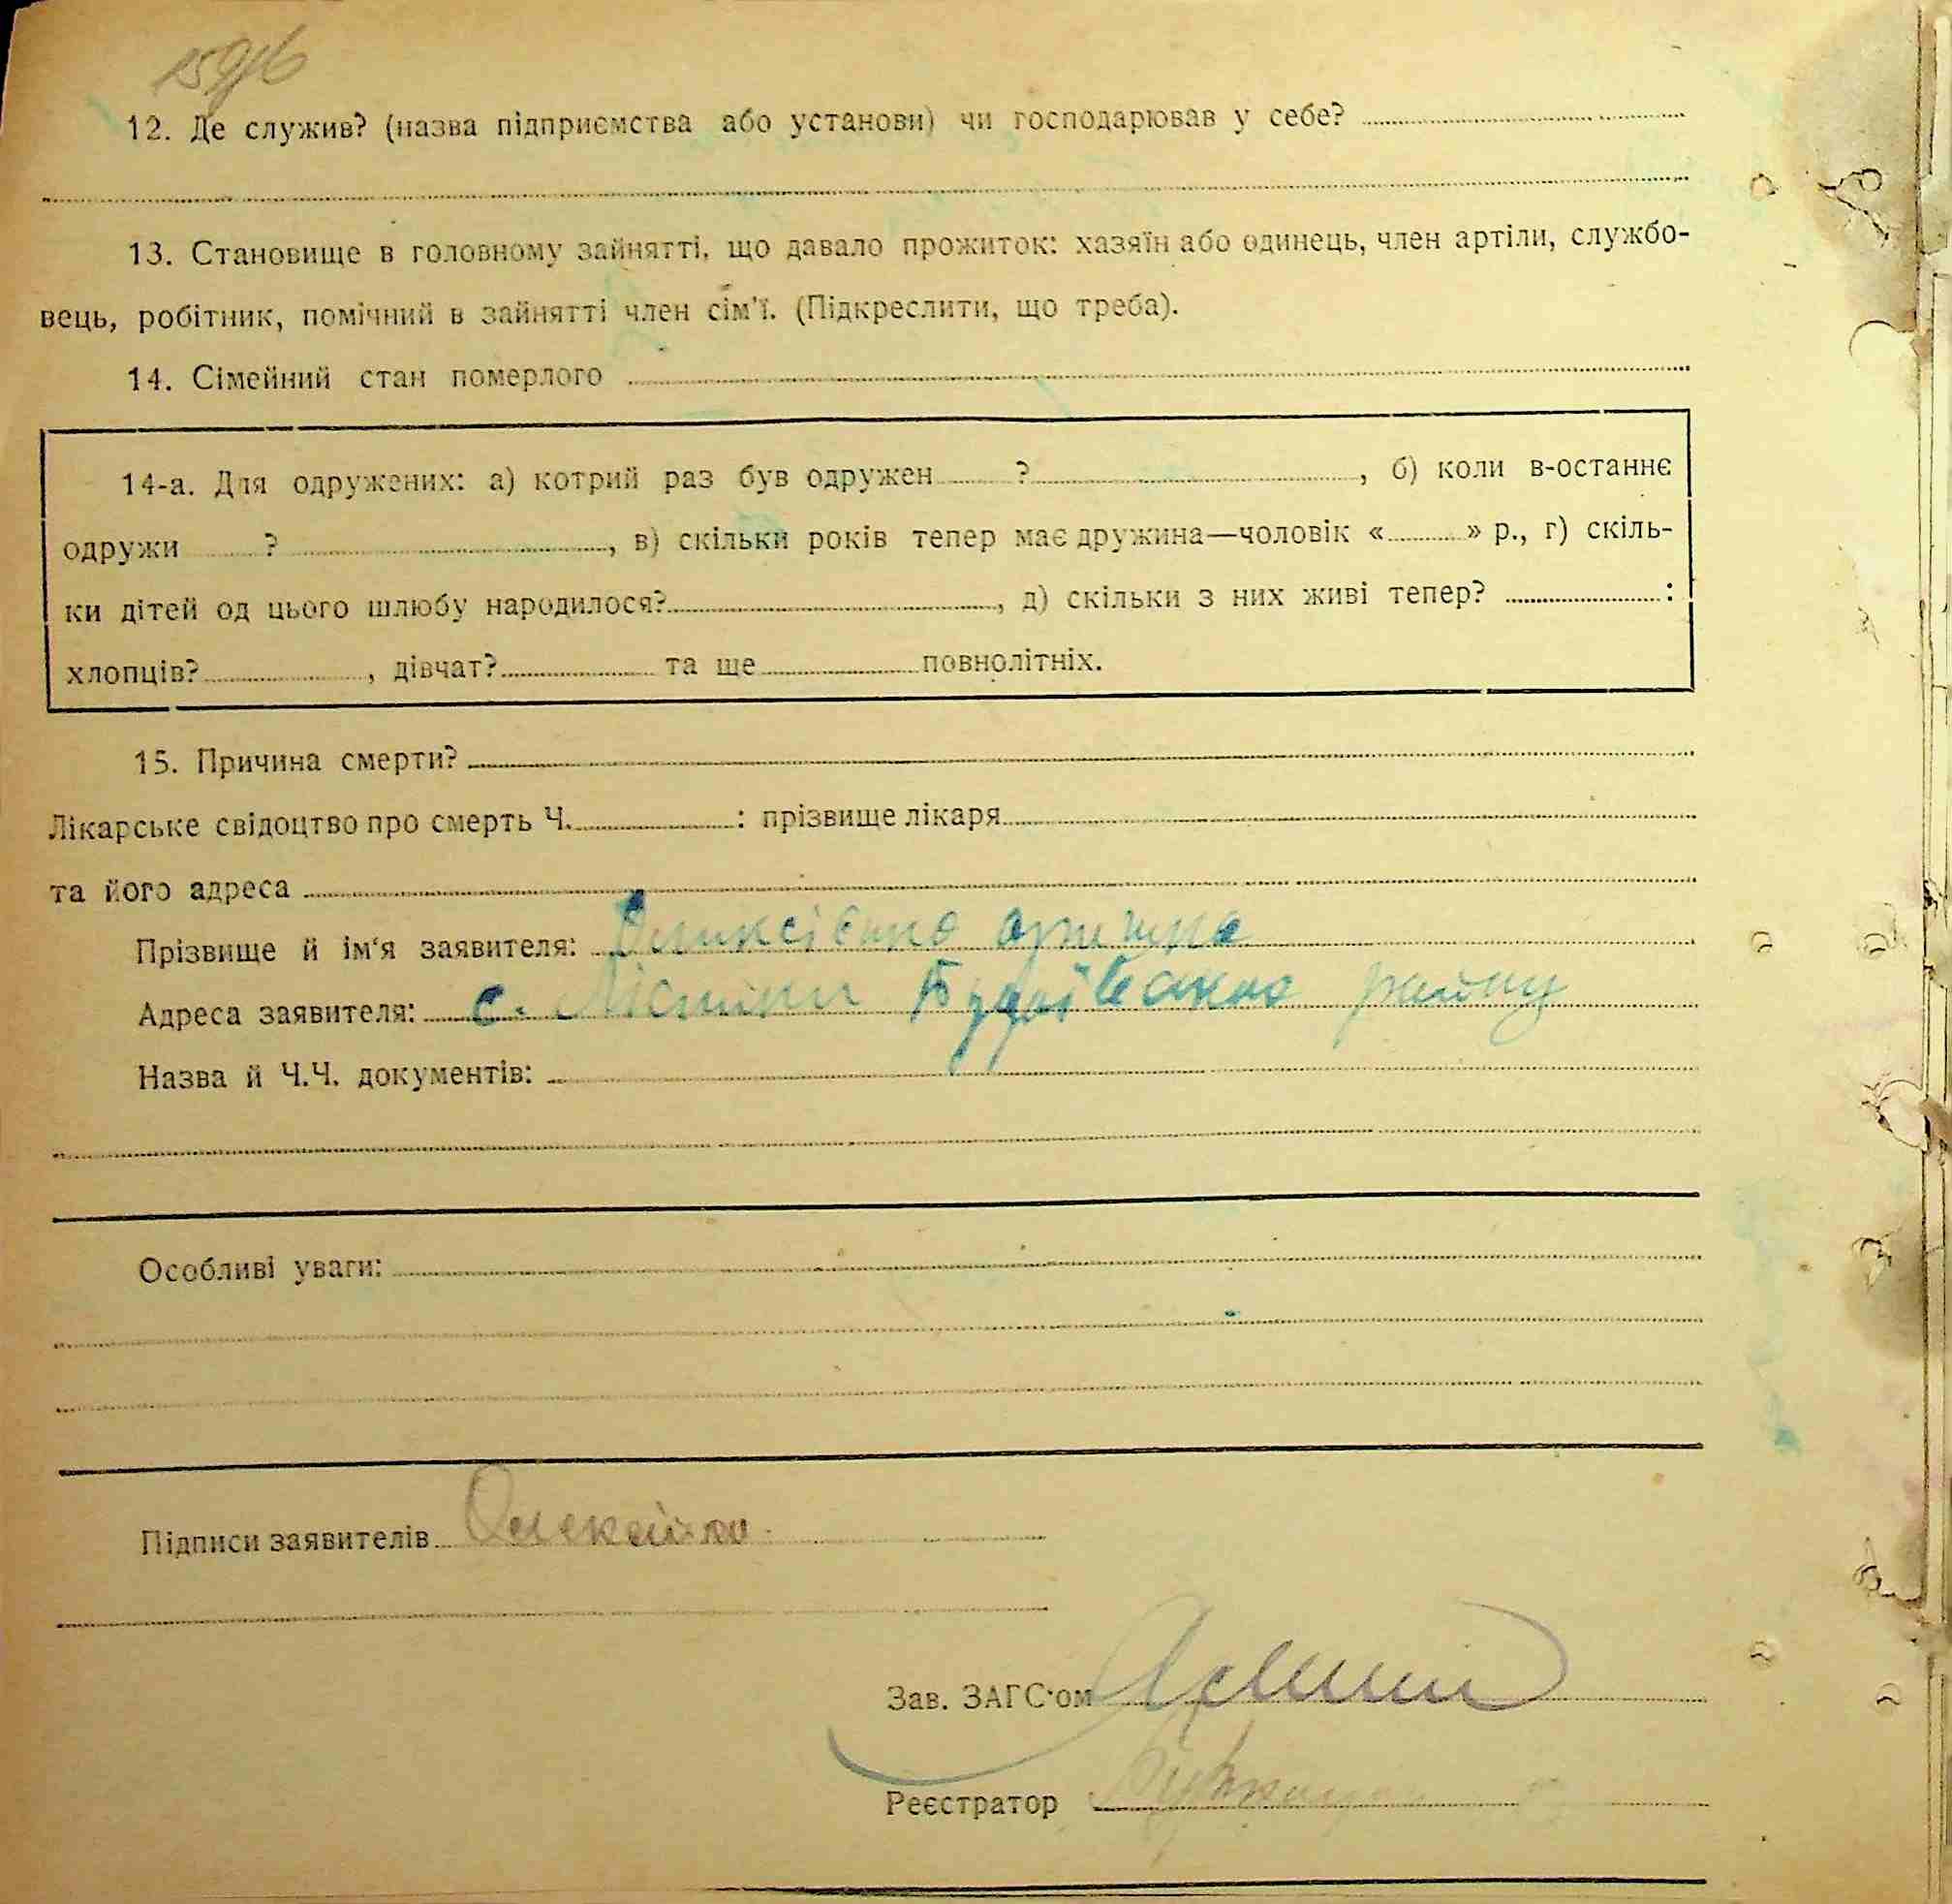 12. Де служив? (назва підприємства або установи) чи господарював у себе?
13. Становище в головному зайнятті, що давало прожиток: хазяїн або одинець, член артіли, службо-
вець, робітник, помічний в зайнятті член сім'ї. (Підкреслити, що треба).
14. Сімейний стан померлого
14-а. Для одружених: а) котрий раз був одружен ? , б) коли в-останнє
одружи ? , в) скільки років тепер має дружина—чоловік « » р., г) скіль-
ки дітей од цього шлюбу народилося? , д) скільки з них живі тепер? :
хлопців? , дівчат? та ще повнолітніх.
15. Причина смерти?
Лікарське свідоцтво про смерть Ч. : прізвище лікаря
та його адреса
Прізвище й ім‘я заявителя:
Адреса заявителя: с. района
Назва й Ч.Ч. документів:
Особливі уваги:
Підписи заявителів
Зав. ЗАГС‘ом
Реєстратор